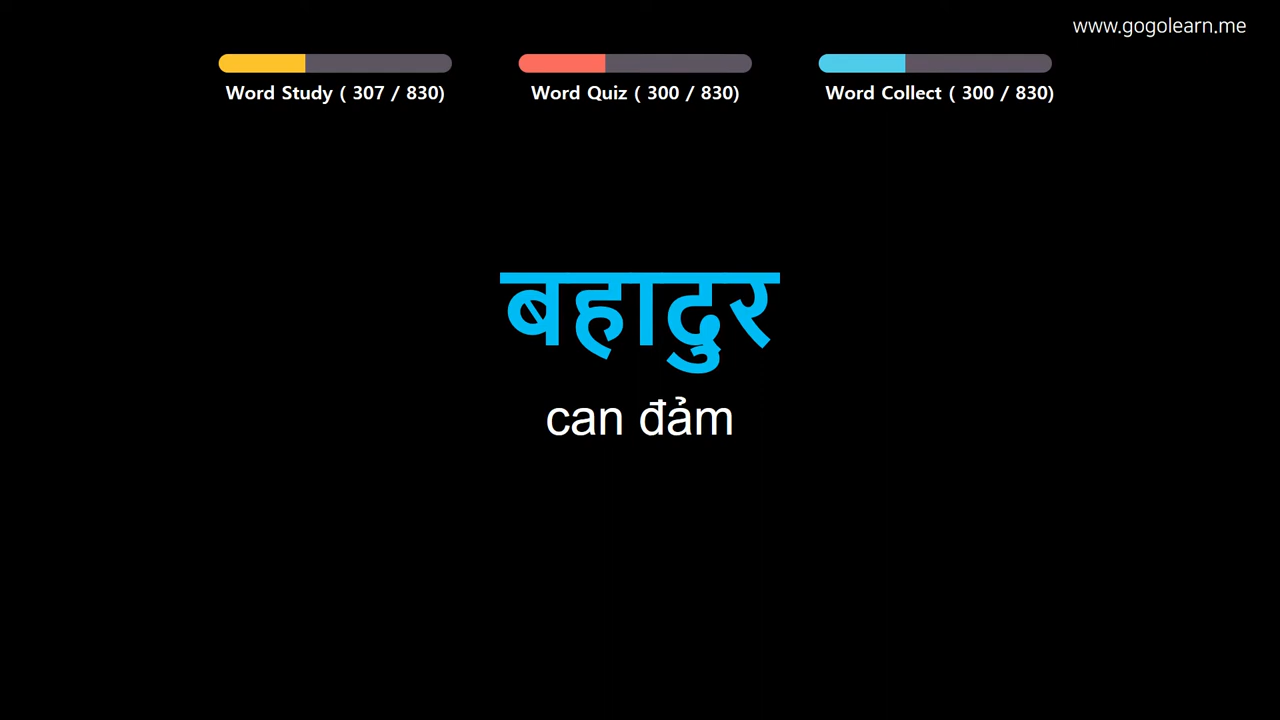 www.gogolearn.me
Word Study ( 307 / 830)
Word Quiz ( 300 / 830)
Word Collect ( 300 / 830)
बहादुर
can đảm